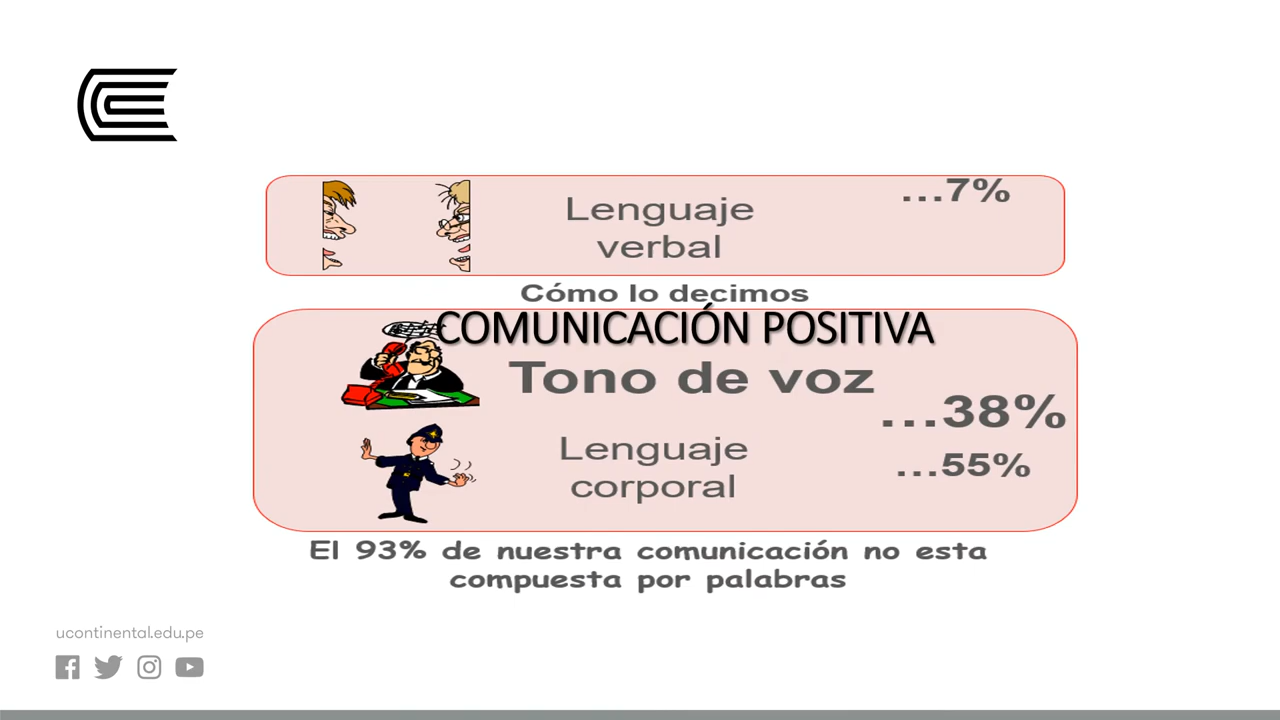 Lenguaje
verbal
...7%
Cómo lo decimos
COMUNICACIÓN POSITIVA
Tono de voz
...38%
Lenguaje
corporal
...55%
El 93% de nuestra comunicación no esta
compuesta por palabras
ucontinental.edu.pe